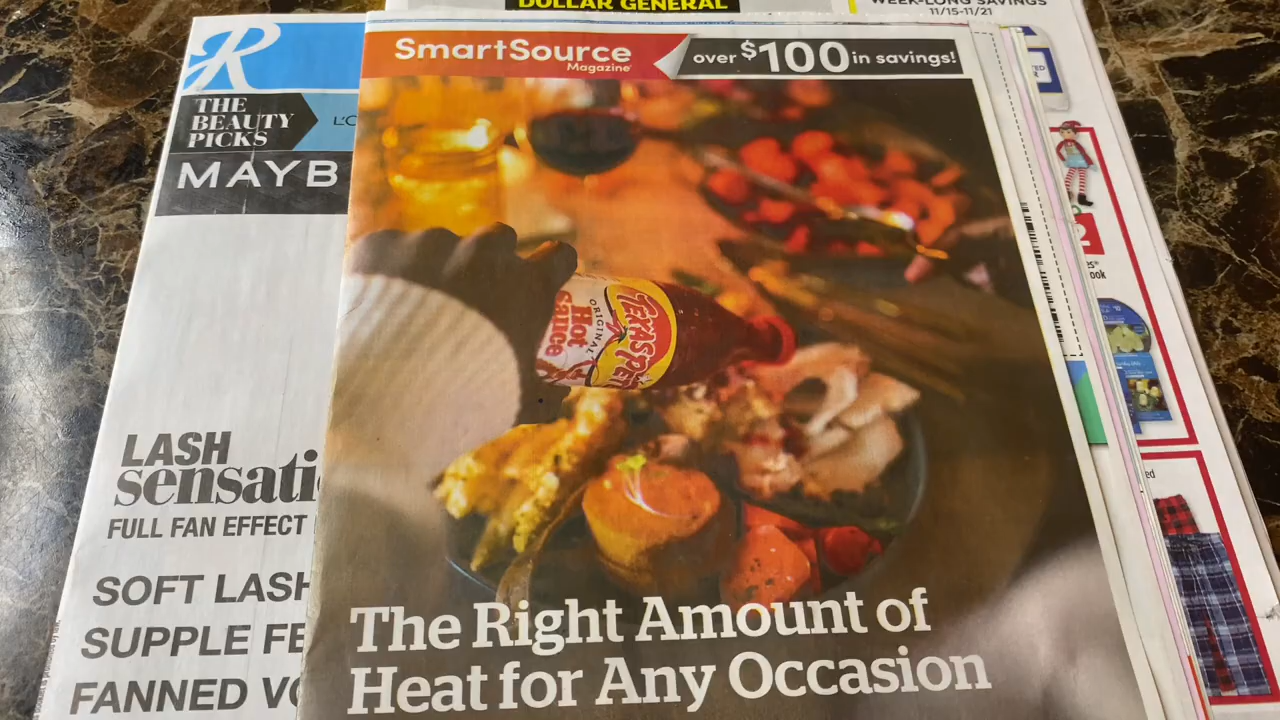 DOLLAR GENERAL
WEEK-LONG SAVINGS
11/15-11/21
SmartSource
Magazine
over $100 in savings!
R
THE
BEAUTY
PICKS
L'O
MAYB
TEXAS PET
ORIGINAL
Hot
Sauce
2
LASH
sensati
FULL FAN EFFECT
SOFT LASH
SUPPLE FE
FANNED VO
The Right Amount of
Heat for Any Occasion